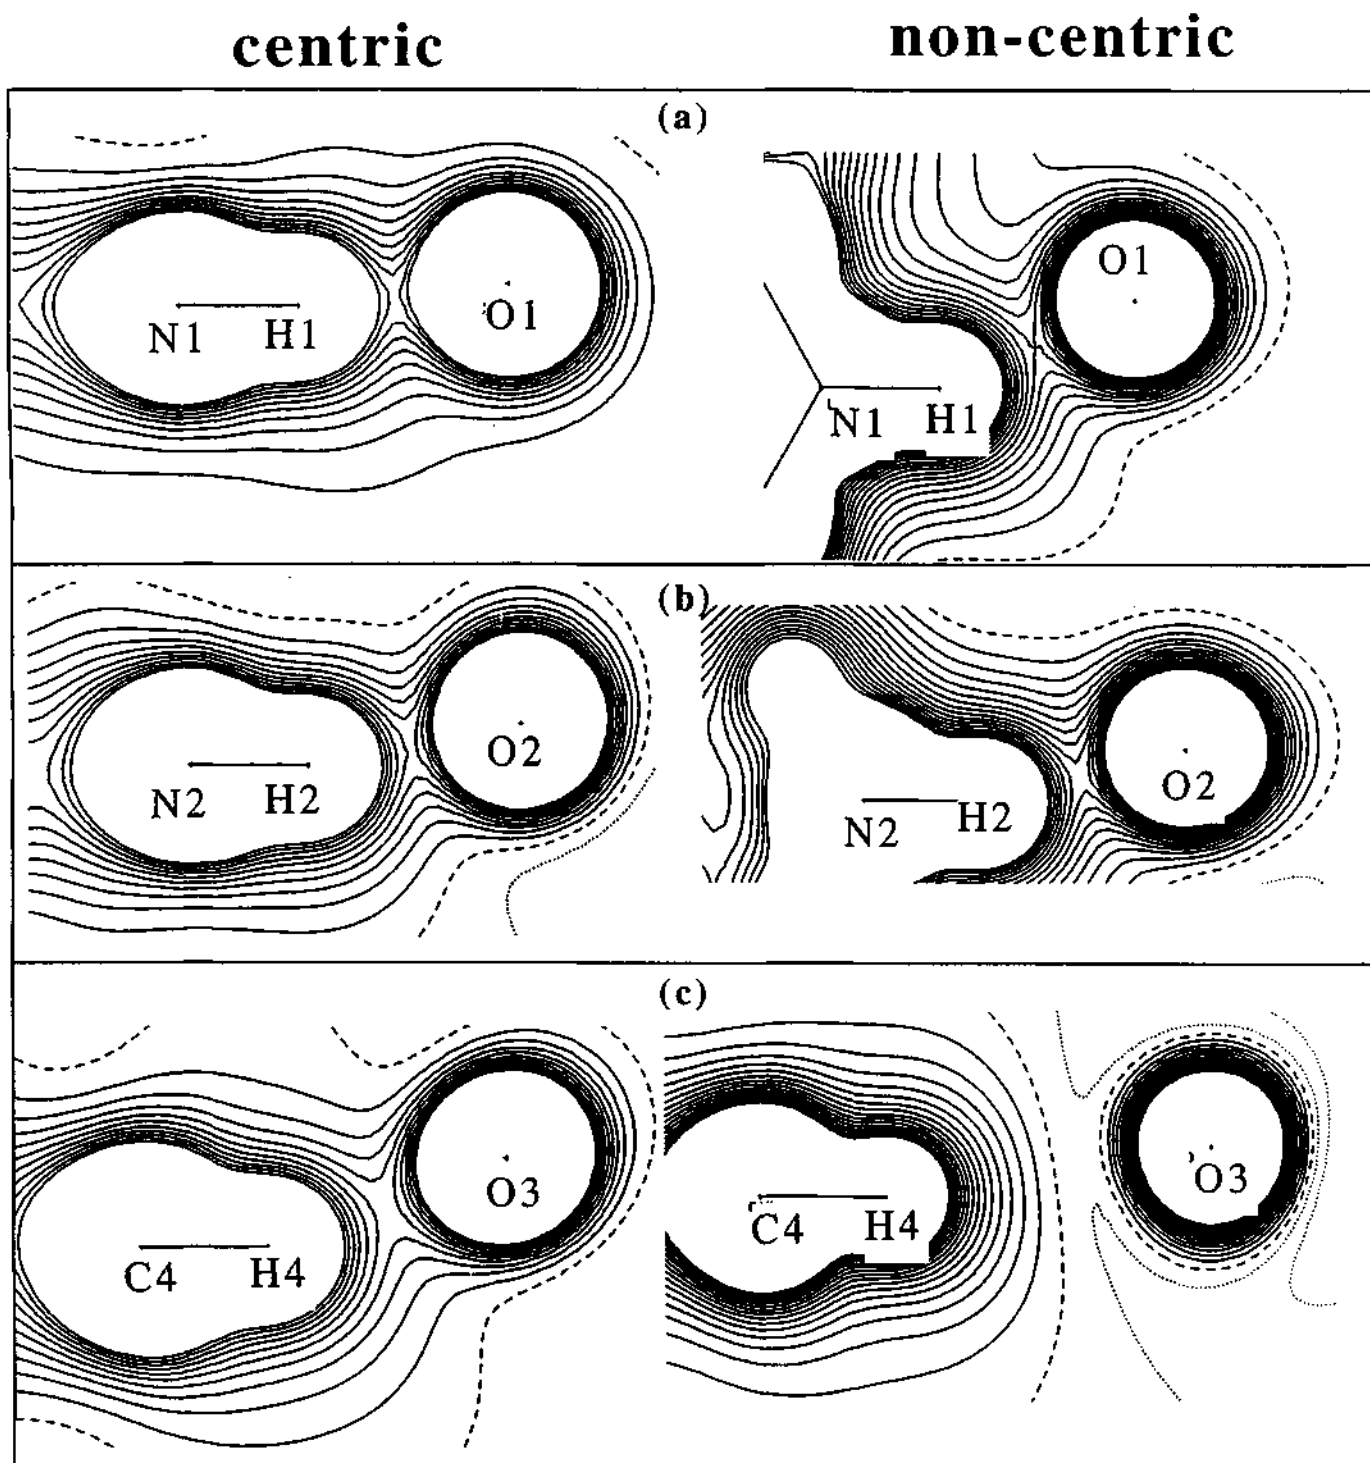 centric non-centric
(a)
N1 H1 O1
N1 H1 O1
(b)
N2 H2 O2
N2 H2 O2
(c)
C4 H4 O3
C4 H4 O3